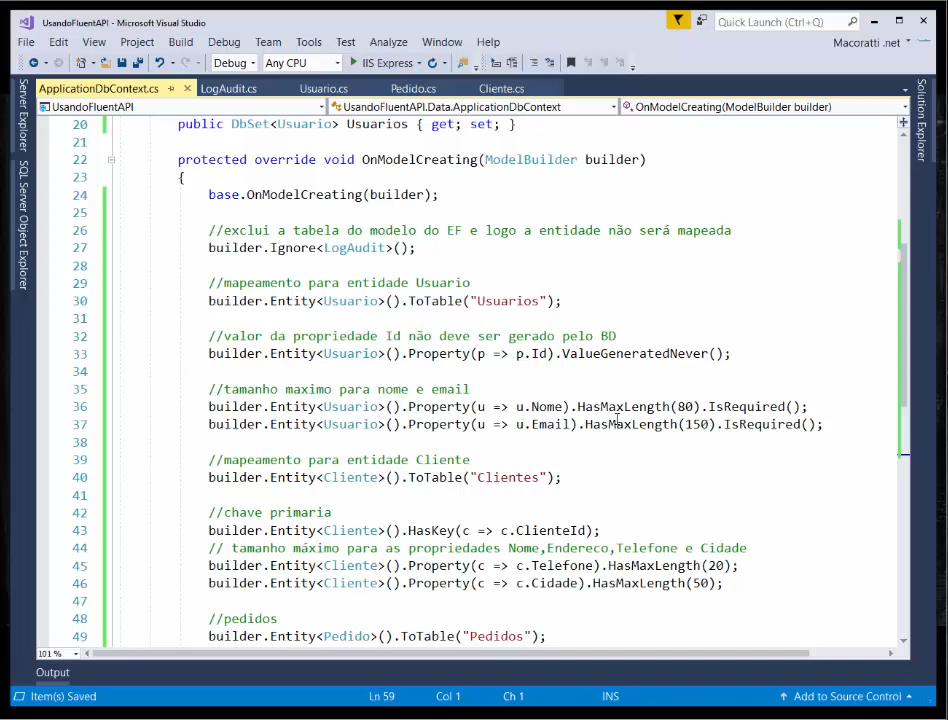 UsandoFluentAPI - Microsoft Visual Studio
Quick Launch (Ctrl+Q)
File Edit View Project Build Debug Team Tools Test Analyze Window Help
Macoratti .net
Debug Any CPU IIS Express
ApplicationDbContext.cs LogAudit.cs Usuario.cs Pedido.cs Cliente.cs
UsandoFluentAPI UsandoFluentAPI.Data.ApplicationDbContext OnModelCreating(ModelBuilder builder)
Server Explorer
SQL Server Object Explorer
Solution Explorer
20 public DbSet<Usuario> Usuarios { get; set; }
21
22 protected override void OnModelCreating(ModelBuilder builder)
23 {
24 base.OnModelCreating(builder);
25
26 //exclui a tabela do modelo do EF e logo a entidade não será mapeada
27 builder.Ignore<LogAudit>();
28
29 //mapeamento para entidade Usuario
30 builder.Entity<Usuario>().ToTable("Usuarios");
31
32 //valor da propriedade Id não deve ser gerado pelo BD
33 builder.Entity<Usuario>().Property(p => p.Id).ValueGeneratedNever();
34
35 //tamanho maximo para nome e email
36 builder.Entity<Usuario>().Property(u => u.Nome).HasMaxLength(80).IsRequired();
37 builder.Entity<Usuario>().Property(u => u.Email).HasMaxLength(150).IsRequired();
38
39 //mapeamento para entidade Cliente
40 builder.Entity<Cliente>().ToTable("Clientes");
41
42 //chave primaria
43 builder.Entity<Cliente>().HasKey(c => c.ClienteId);
44 // tamanho máximo para as propriedades Nome,Endereco,Telefone e Cidade
45 builder.Entity<Cliente>().Property(c => c.Telefone).HasMaxLength(20);
46 builder.Entity<Cliente>().Property(c => c.Cidade).HasMaxLength(50);
47
48 //pedidos
49 builder.Entity<Pedido>().ToTable("Pedidos");
101 %
Output
Item(s) Saved Ln 59 Col 1 Ch 1 INS Add to Source Control